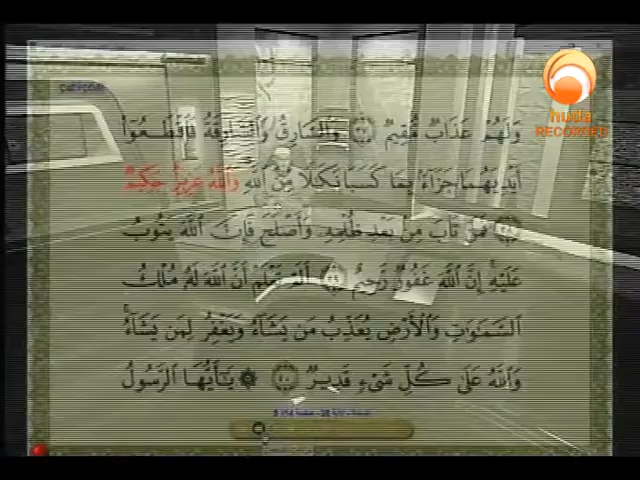 huda
RECORDED
وَلَهُمْ عَذَابٌ مُّقِيمٌ ٣٧ وَالسَّارِقُ وَالسَّارِقَةُ فَاقْطَعُوا
أَيْدِيَهُمَا جَزَاءً بِمَا كَسَبَا نَكَالًا مِّنَ اللَّهِ وَاللَّهُ عَزِيزٌ حَكِيمٌ
٣٨ فَمَن تَابَ مِنْ بَعْدِ ظُلْمِهِ وَأَصْلَحَ فَإِنَّ اللَّهَ يَتُوبُ
عَلَيْهِ إِنَّ اللَّهَ غَفُورٌ رَّحِيمٌ ٣٩ أَلَمْ تَعْلَمْ أَنَّ اللَّهَ لَهُ مُلْكُ
السَّمَاوَاتِ وَالْأَرْضِ يُعَذِّبُ مَن يَشَاءُ وَيَغْفِرُ لِمَن يَشَاءُ
وَاللَّهُ عَلَىٰ كُلِّ شَيْءٍ قَدِيرٌ ٤٠ ۞ يَا أَيُّهَا الرَّسُولُ